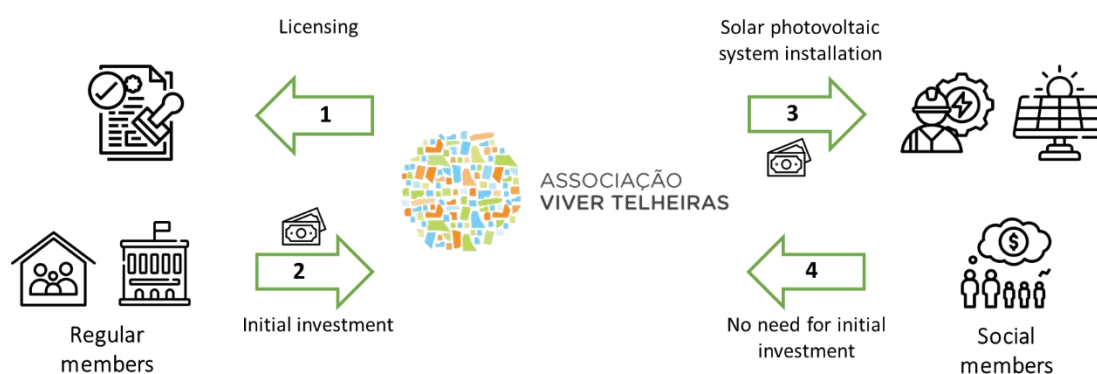 Licensing
1
Solar photovoltaic
system installation
3
ASSOCIAÇÃO
VIVER TELHEIRAS
2
Initial investment
Regular
members
4
No need for initial
investment
$
Social
members